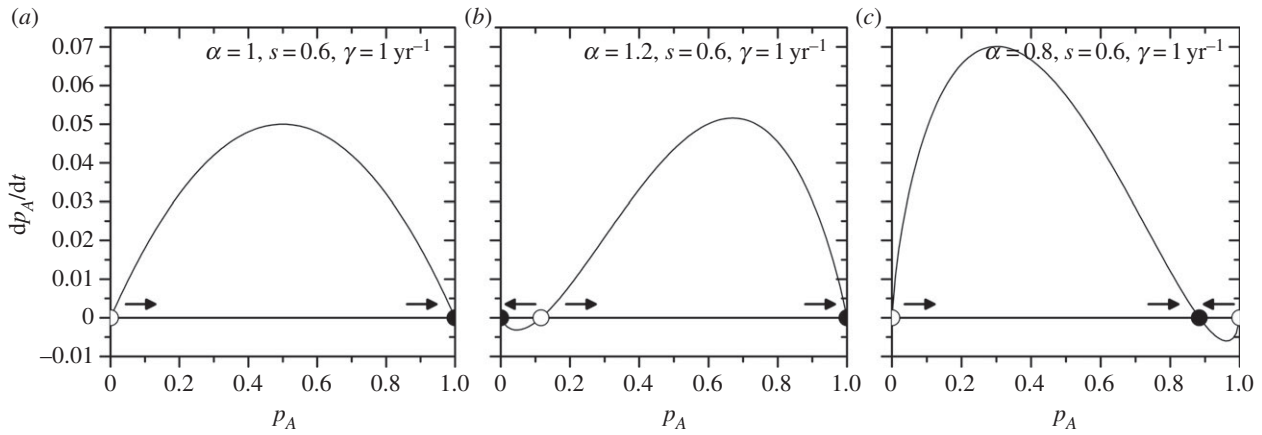 (a)
(b)
(c)
α = 1, s = 0.6, γ = 1 yr⁻¹
α = 1.2, s = 0.6, γ = 1 yr⁻¹
α = 0.8, s = 0.6, γ = 1 yr⁻¹
0.07
0.06
0.05
0.04
0.03
0.02
0.01
0
–0.01
dp_A/dt
0 0.2 0.4 0.6 0.8 1.0
0 0.2 0.4 0.6 0.8 1.0
0 0.2 0.4 0.6 0.8 1.0
p_A
p_A
p_A